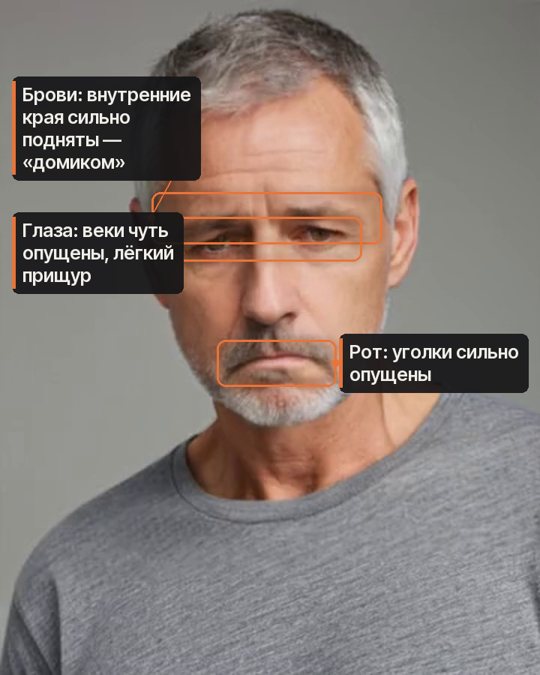 Брови: внутренние
края сильно
подняты —
«домиком»
Глаза: веки чуть
опущены, лёгкий
прищур
Рот: уголки сильно
опущены